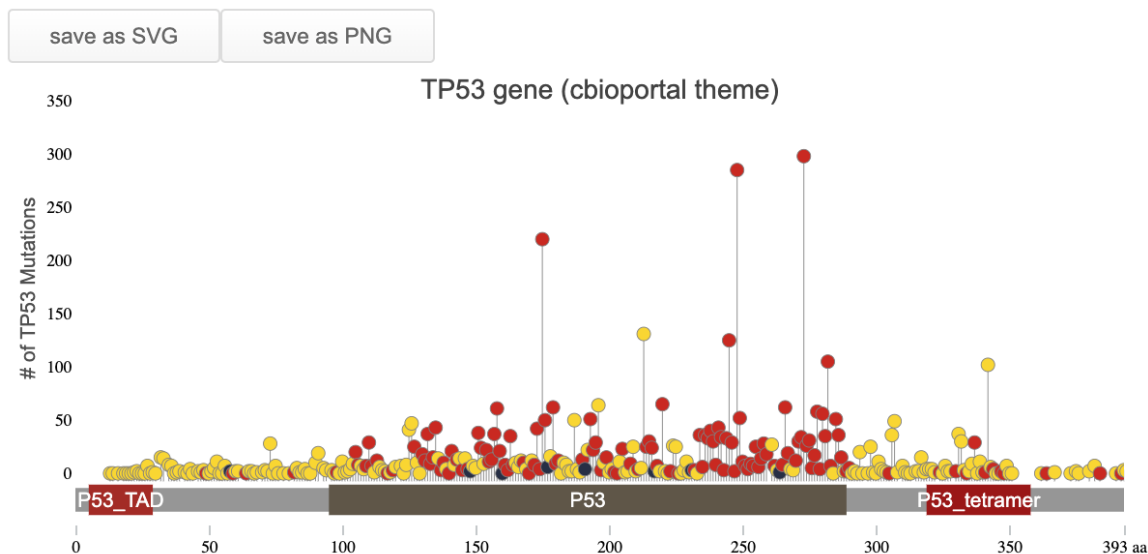 save as SVG save as PNG
TP53 gene (cbioportal theme)
# of TP53 Mutations
350
300
250
200
150
100
50
0
P53_TAD P53 P53_tetramer
0 50 100 150 200 250 300 350 393 aa